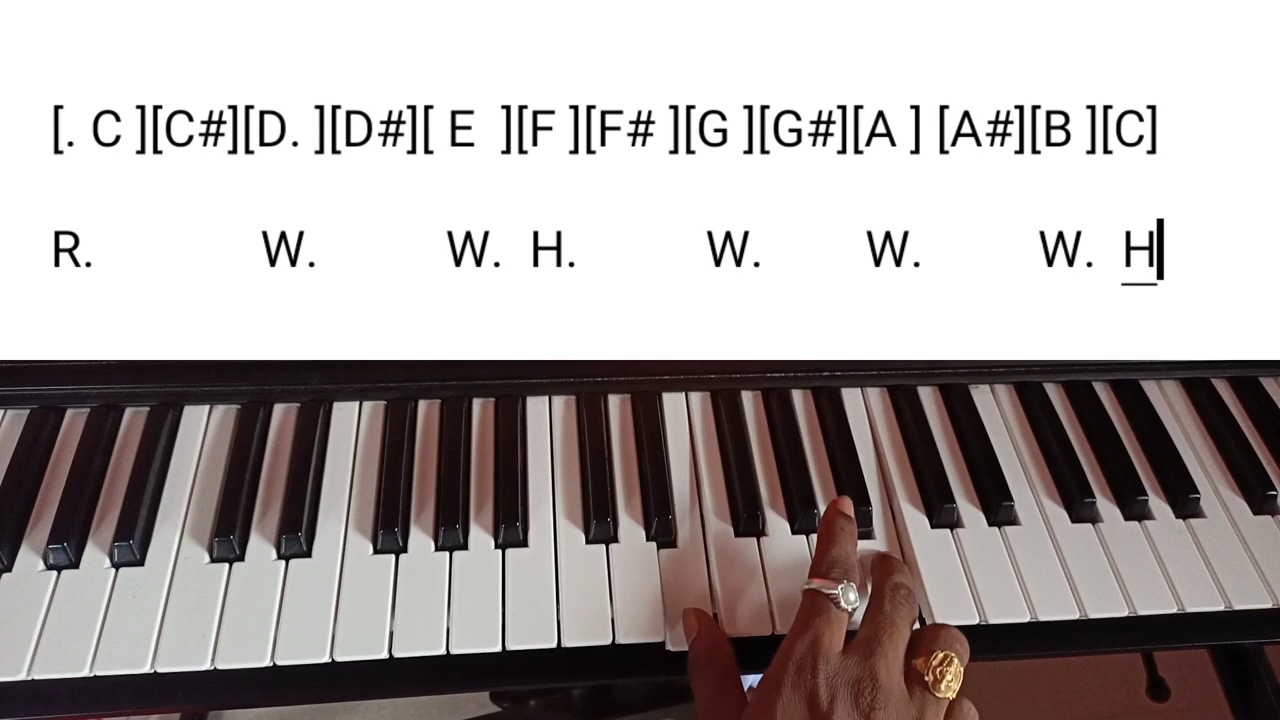 [. C ][C#][D. ][D#][ E  ][F ][F# ][G ][G#][A ] [A#][B ][C]
R. W. W. H. W. W. W. H